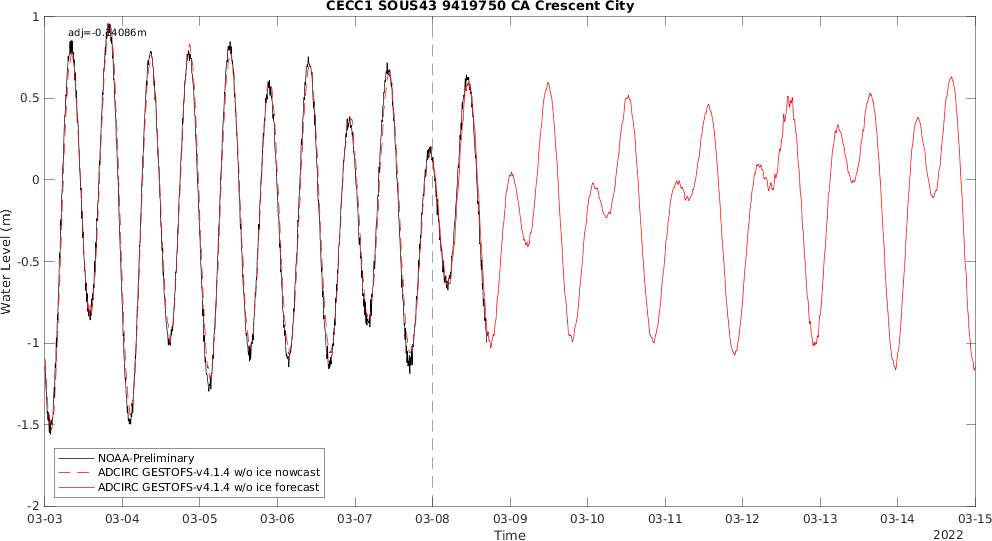 CECC1 SOUS43 9419750 CA Crescent City
1
0.5
0
-0.5
-1
-1.5
-2
Water Level (m)
NOAA-Preliminary
ADCIRC GESTOFS-v4.1.4 w/o ice nowcast
ADCIRC GESTOFS-v4.1.4 w/o ice forecast
03-03 03-04 03-05 03-06 03-07 03-08 03-09 03-10 03-11 03-12 03-13 03-14 03-15
Time
2022